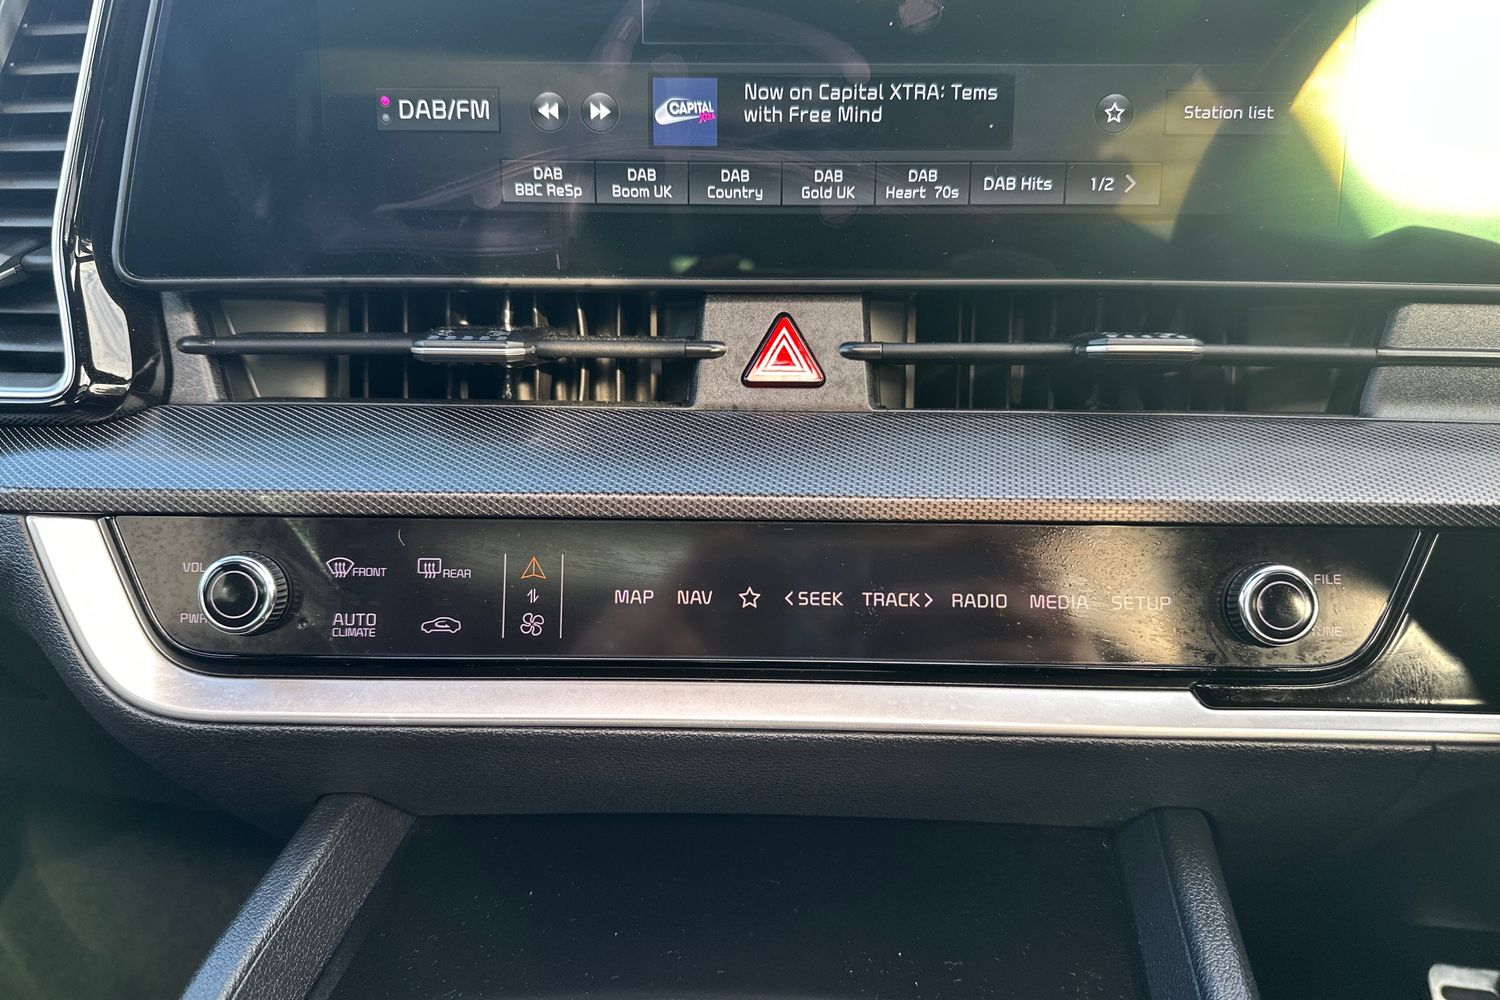 DAB/FM
CAPITAL
XTRA
Now on Capital XTRA: Tems
with Free Mind
Station list
DAB
BBC ReSp
DAB
Boom UK
DAB
Country
DAB
Gold UK
DAB
Heart 70s
DAB Hits
1/2
VOL
PWR
FRONT
REAR
AUTO
CLIMATE
MAP
NAV
SEEK
TRACK
RADIO
MEDIA
SETUP
FILE
TUNE